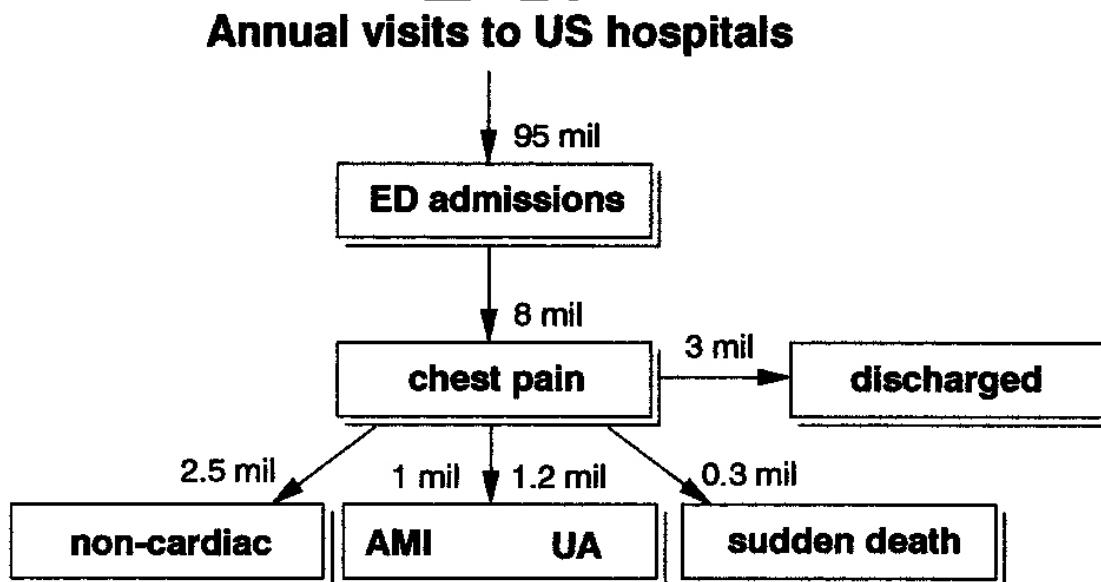 Annual visits to US hospitals
95 mil
ED admissions
8 mil
chest pain
3 mil
discharged
2.5 mil
1 mil
1.2 mil
0.3 mil
non-cardiac
AMI
UA
sudden death